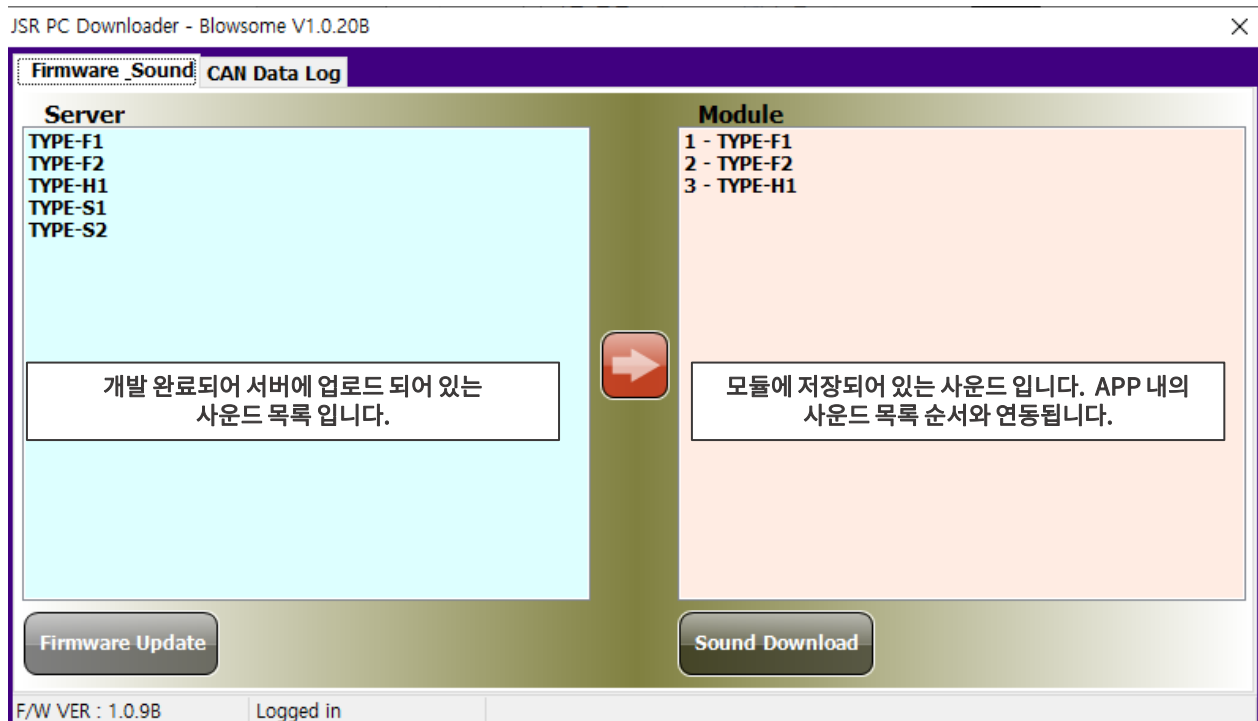 JSR PC Downloader - Blowsome V1.0.20B
Firmware_Sound CAN Data Log
Server
TYPE-F1
TYPE-F2
TYPE-H1
TYPE-S1
TYPE-S2
개발 완료되어 서버에 업로드 되어 있는
사운드 목록 입니다.
Firmware Update
Module
1 - TYPE-F1
2 - TYPE-F2
3 - TYPE-H1
모듈에 저장되어 있는 사운드 입니다. APP 내의
사운드 목록 순서와 연동됩니다.
Sound Download
F/W VER : 1.0.9B Logged in